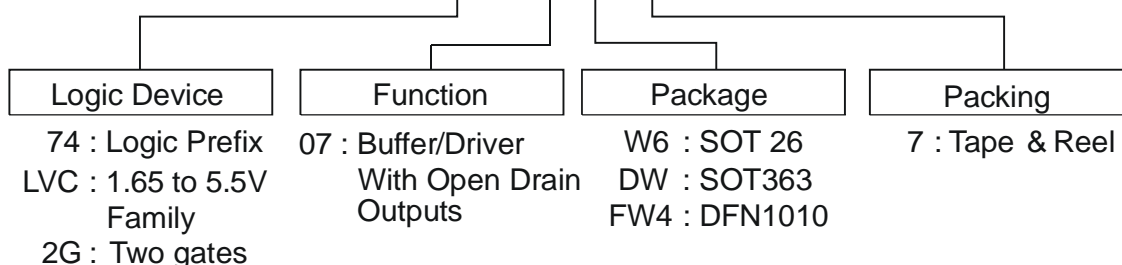 Logic Device
74 : Logic Prefix
LVC : 1.65 to 5.5V
Family
2G : Two gates
Function
07 : Buffer/Driver
With Open Drain
Outputs
Package
W6 : SOT 26
DW : SOT363
FW4 : DFN1010
Packing
7 : Tape & Reel